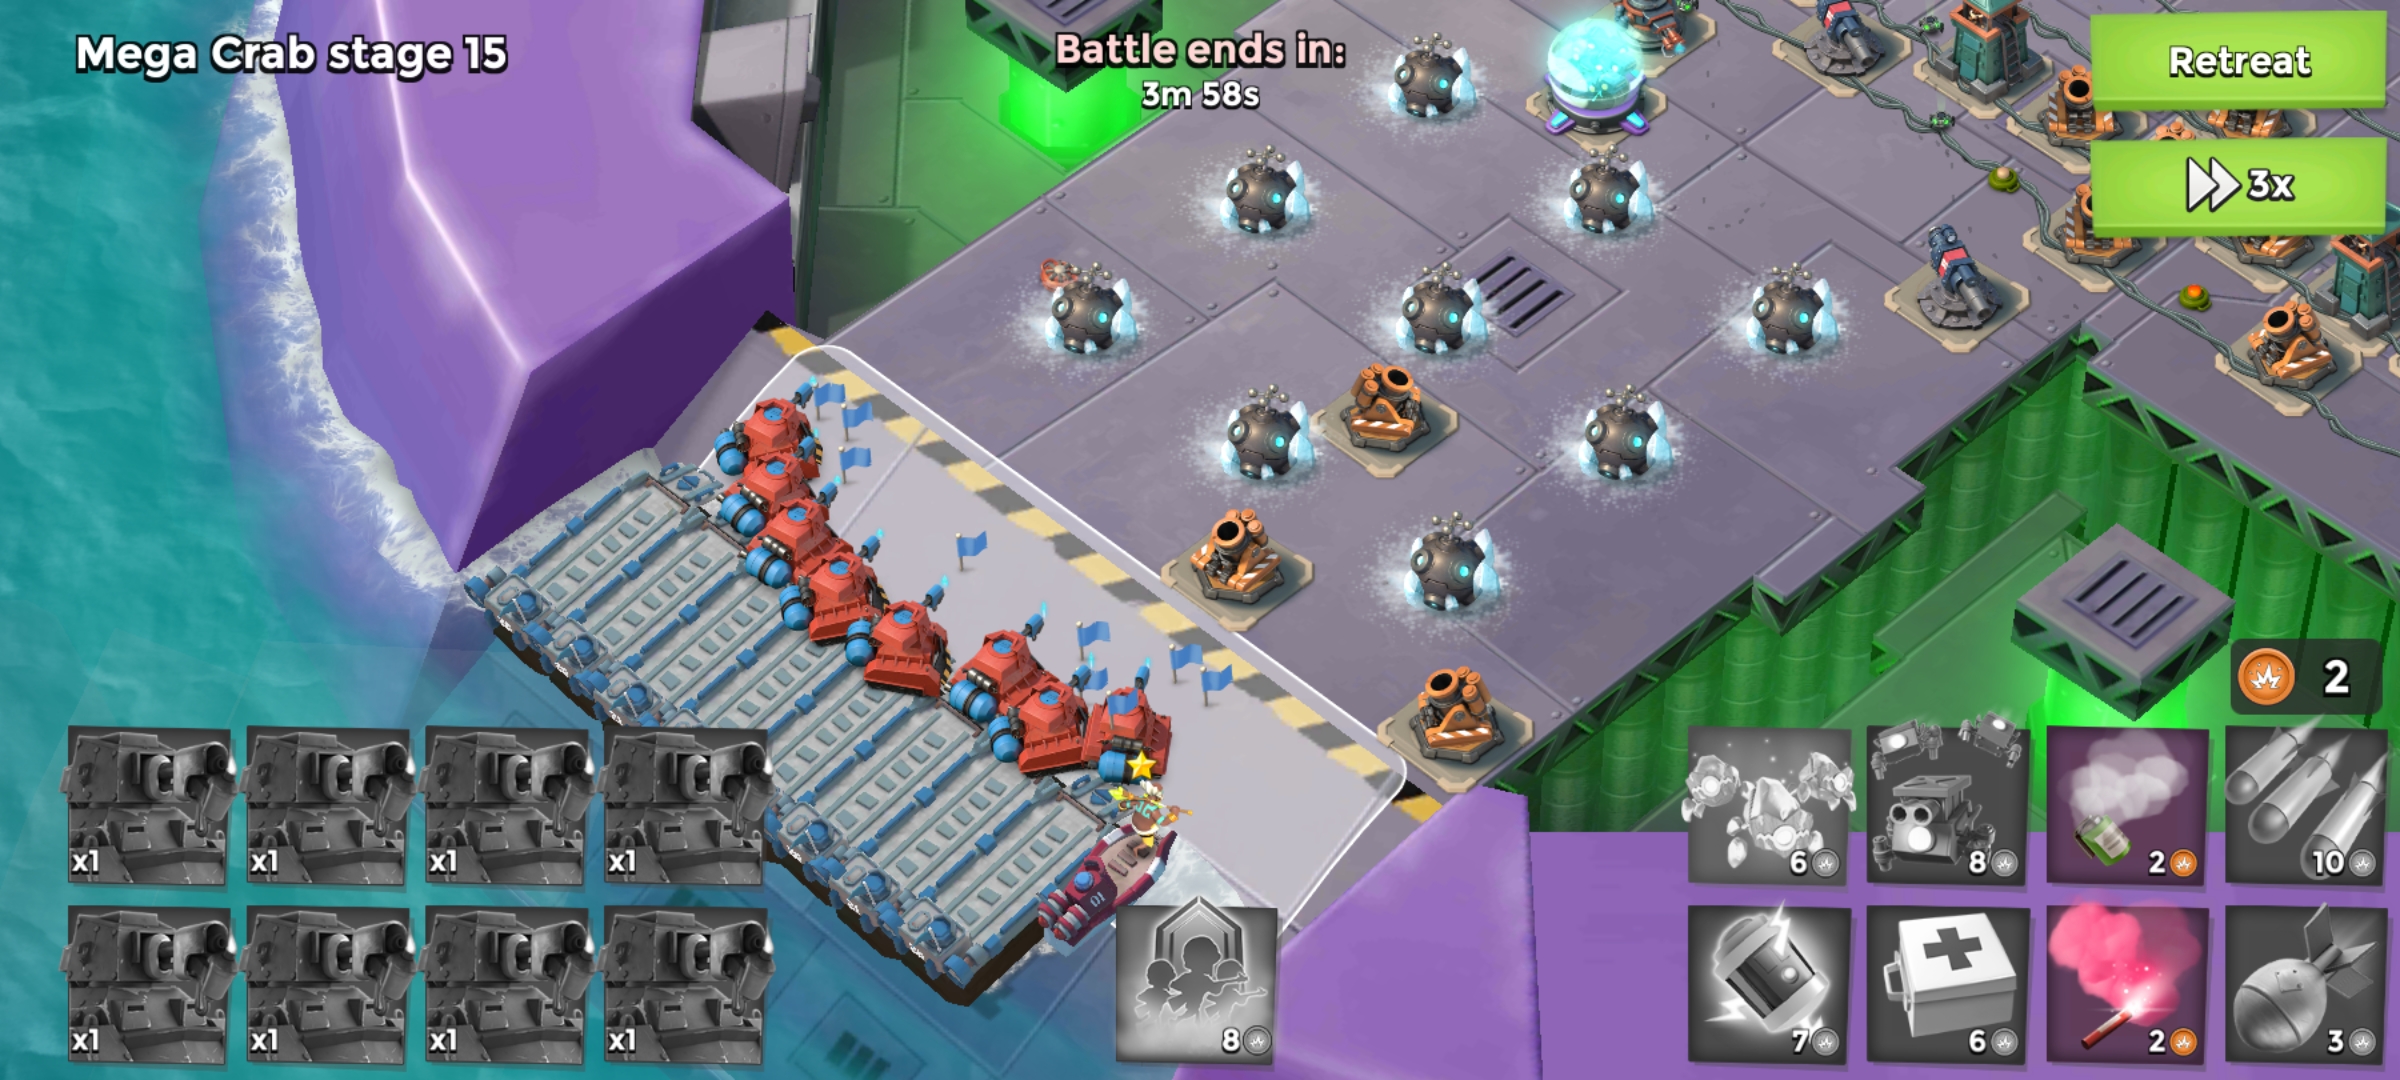 Mega Crab stage 15
Battle ends in:
3m 58s
Retreat
3x
2
x1
x1
x1
x1
6
8
2
10
x1
x1
x1
x1
8
7
6
2
3